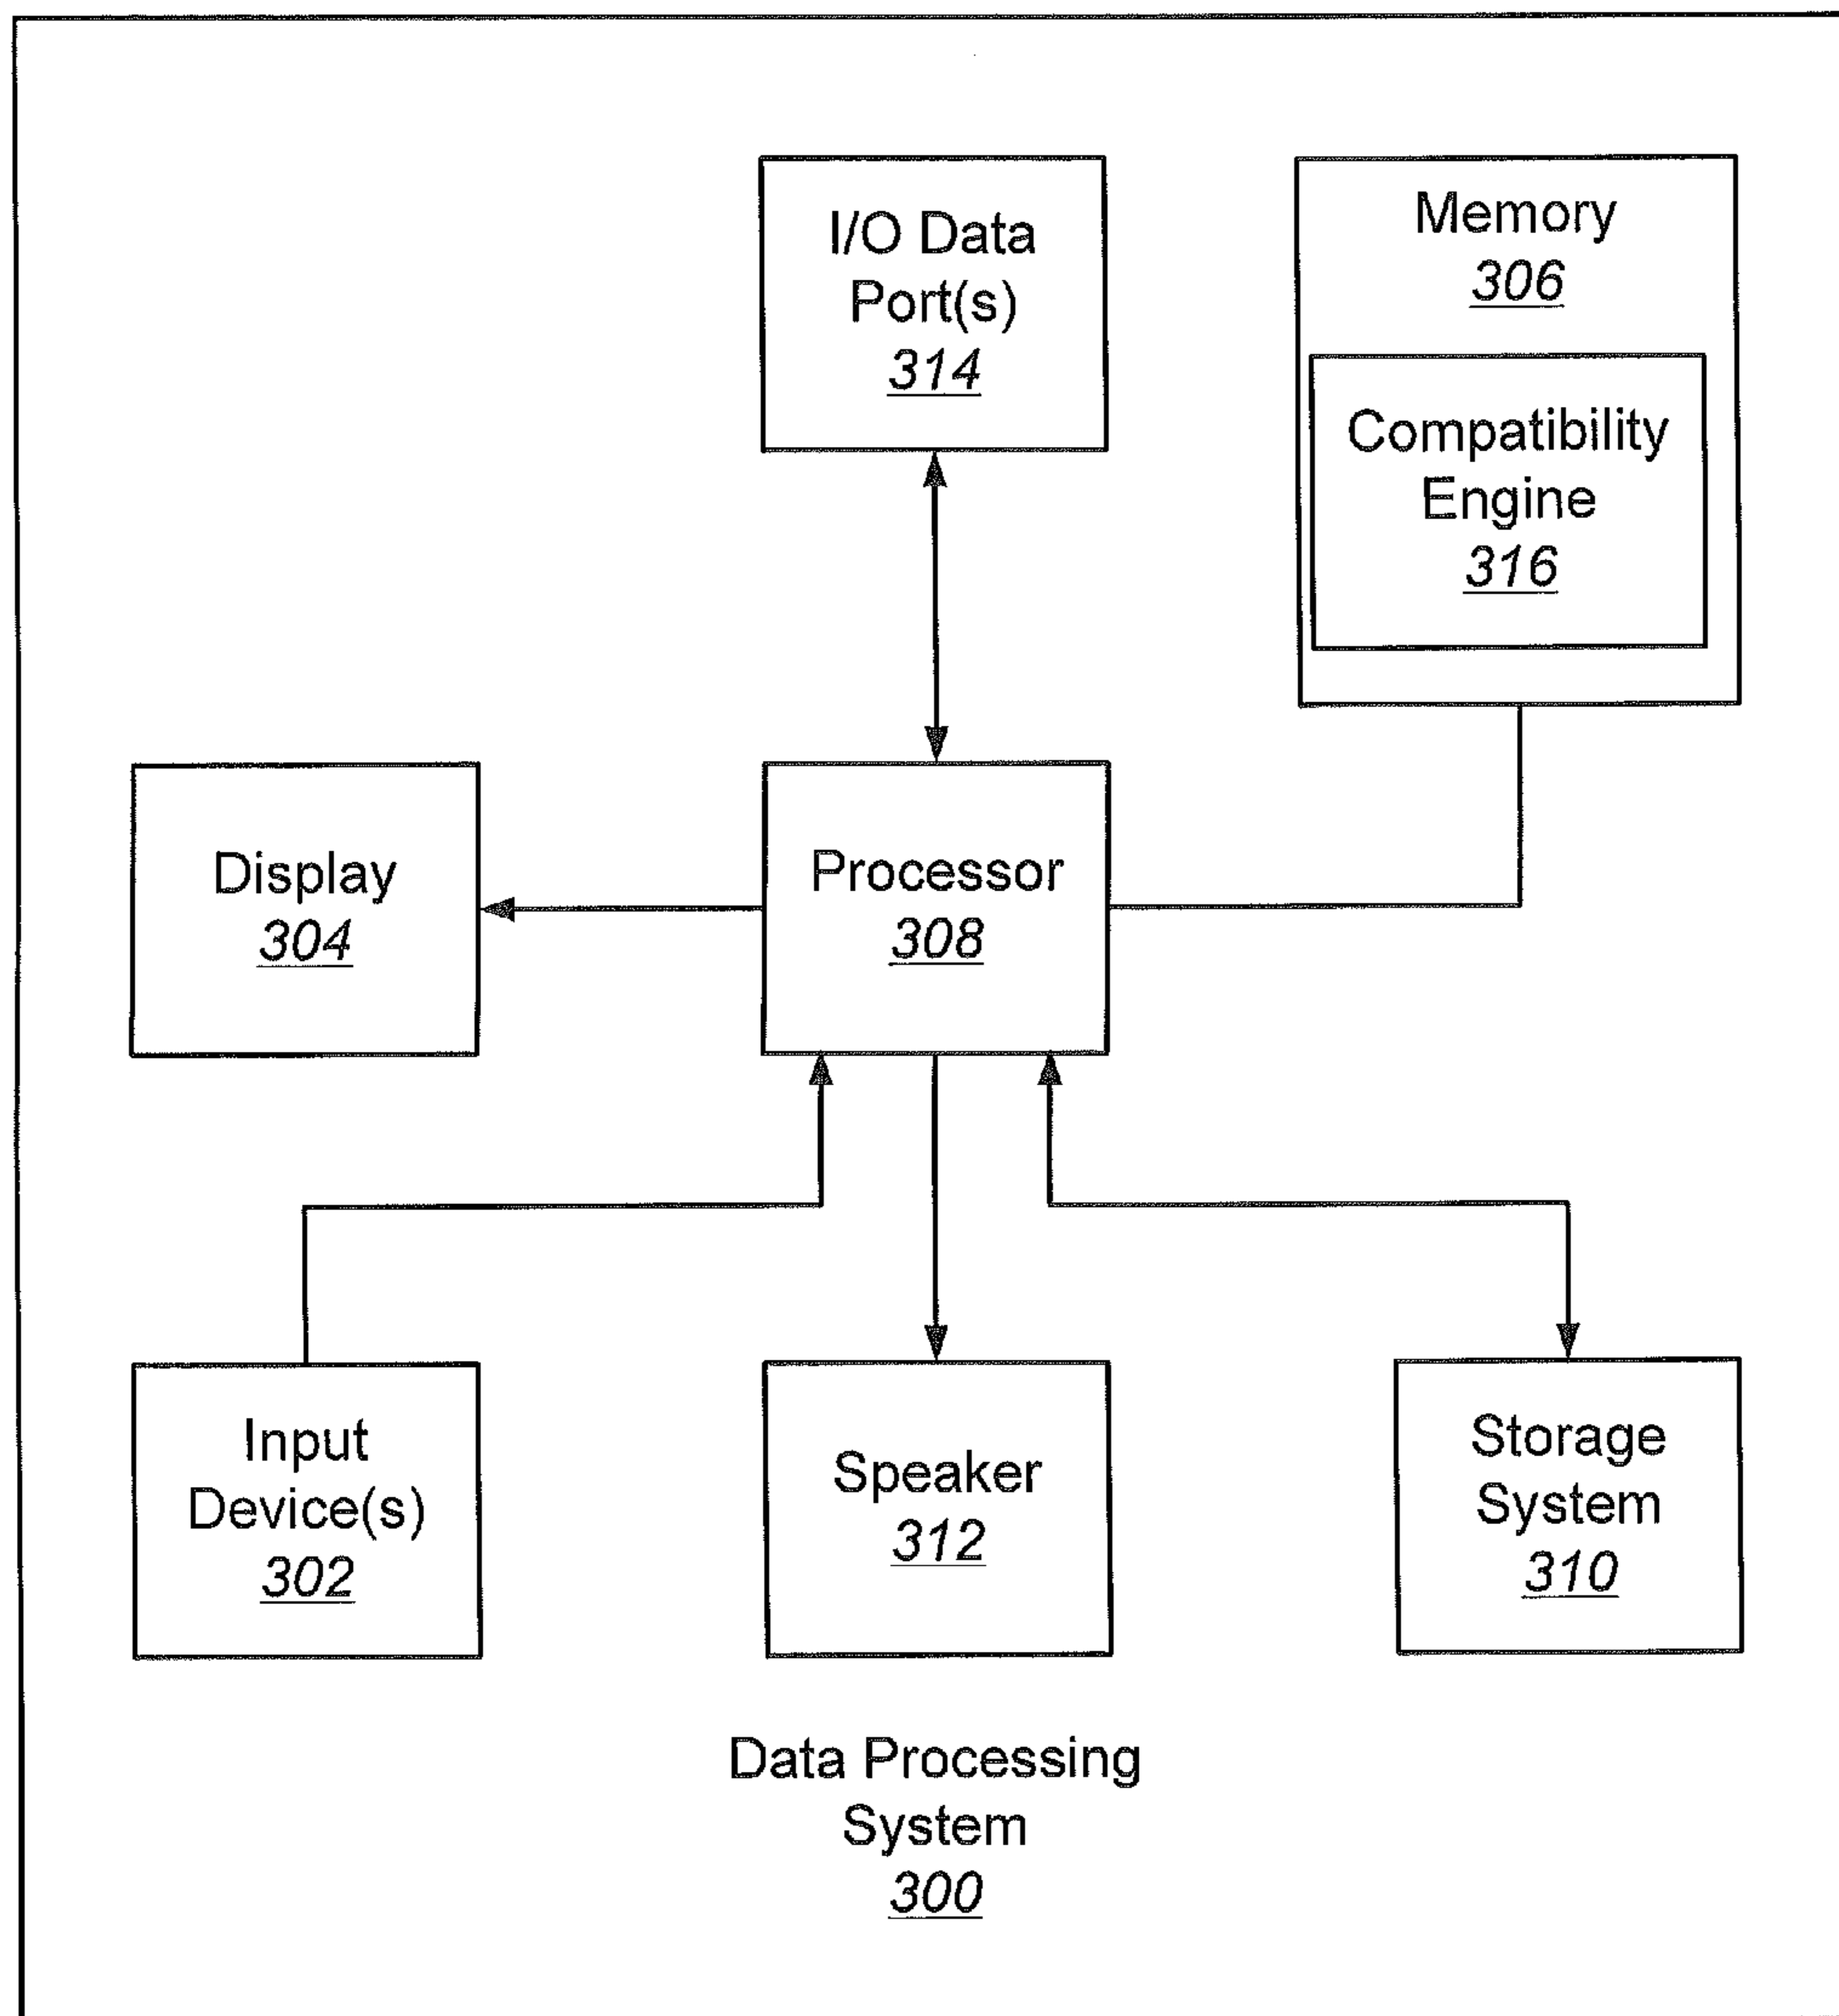 I/O Data
Port(s)
314
Memory
306
Compatibility
Engine
316
Display
304
Processor
308
Input
Device(s)
302
Speaker
312
Storage
System
310
Data Processing
System
300